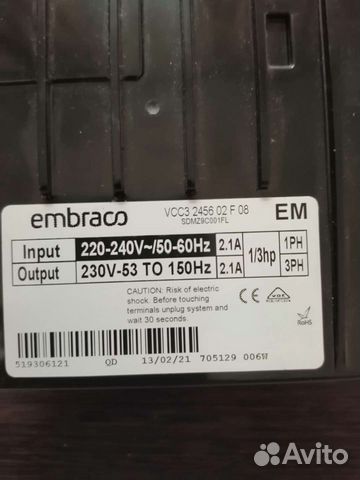 embraco
VCC3 2456 02 F 08
SDMZ9C001FL
EM
Input 220-240V~/50-60Hz 2.1A 1/3hp 1PH
Output 230V-53 TO 150Hz 2.1A 3PH
CAUTION: Risk of electric
shock. Before touching
terminals unplug system and
wait 30 seconds.
CE
VDE
RoHS
519306121 QD 13/02/21 705129 006W
Avito